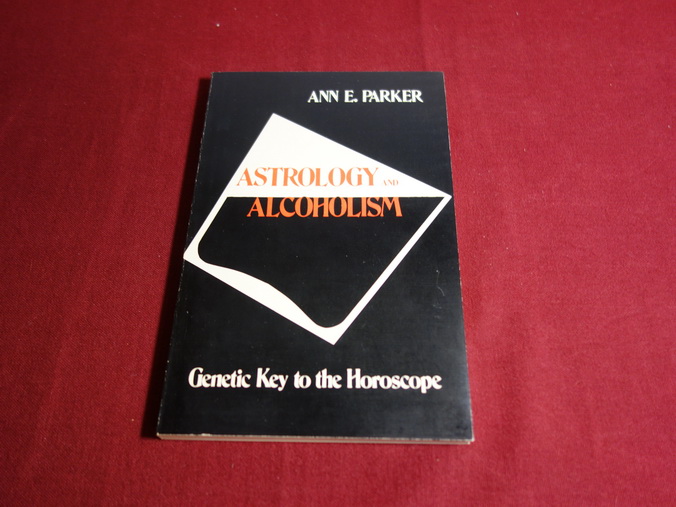 ANN E. PARKER
ASTROLOGY AND
ALCOHOLISM
Genetic Key to the Horoscope